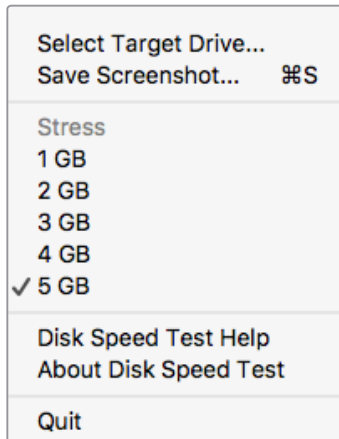 Select Target Drive...
Save Screenshot... ⌘S
Stress
1 GB
2 GB
3 GB
4 GB
✓ 5 GB
Disk Speed Test Help
About Disk Speed Test
Quit